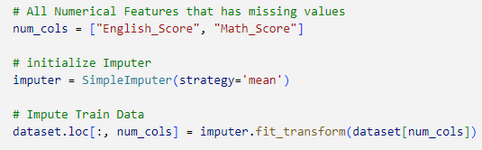 # All Numerical Features that has missing values
num_cols = ["English_Score", "Math_Score"]
# initialize Imputer
imputer = SimpleImputer(strategy='mean')
# Impute Train Data
dataset.loc[:, num_cols] = imputer.fit_transform(dataset[num_cols])